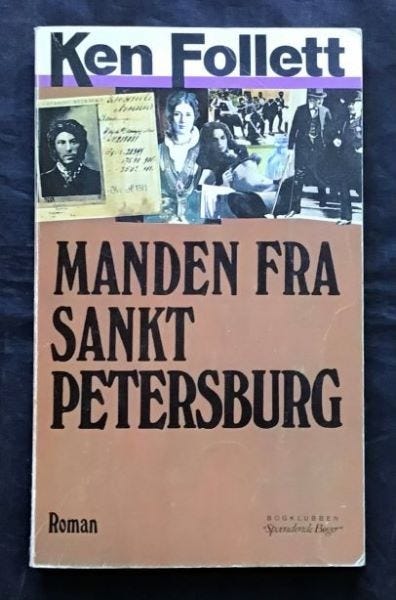 Ken Follett
MANDEN FRA
SANKT
PETERSBURG
Roman
BOGKLUBBEN
"Spændende Bøger"